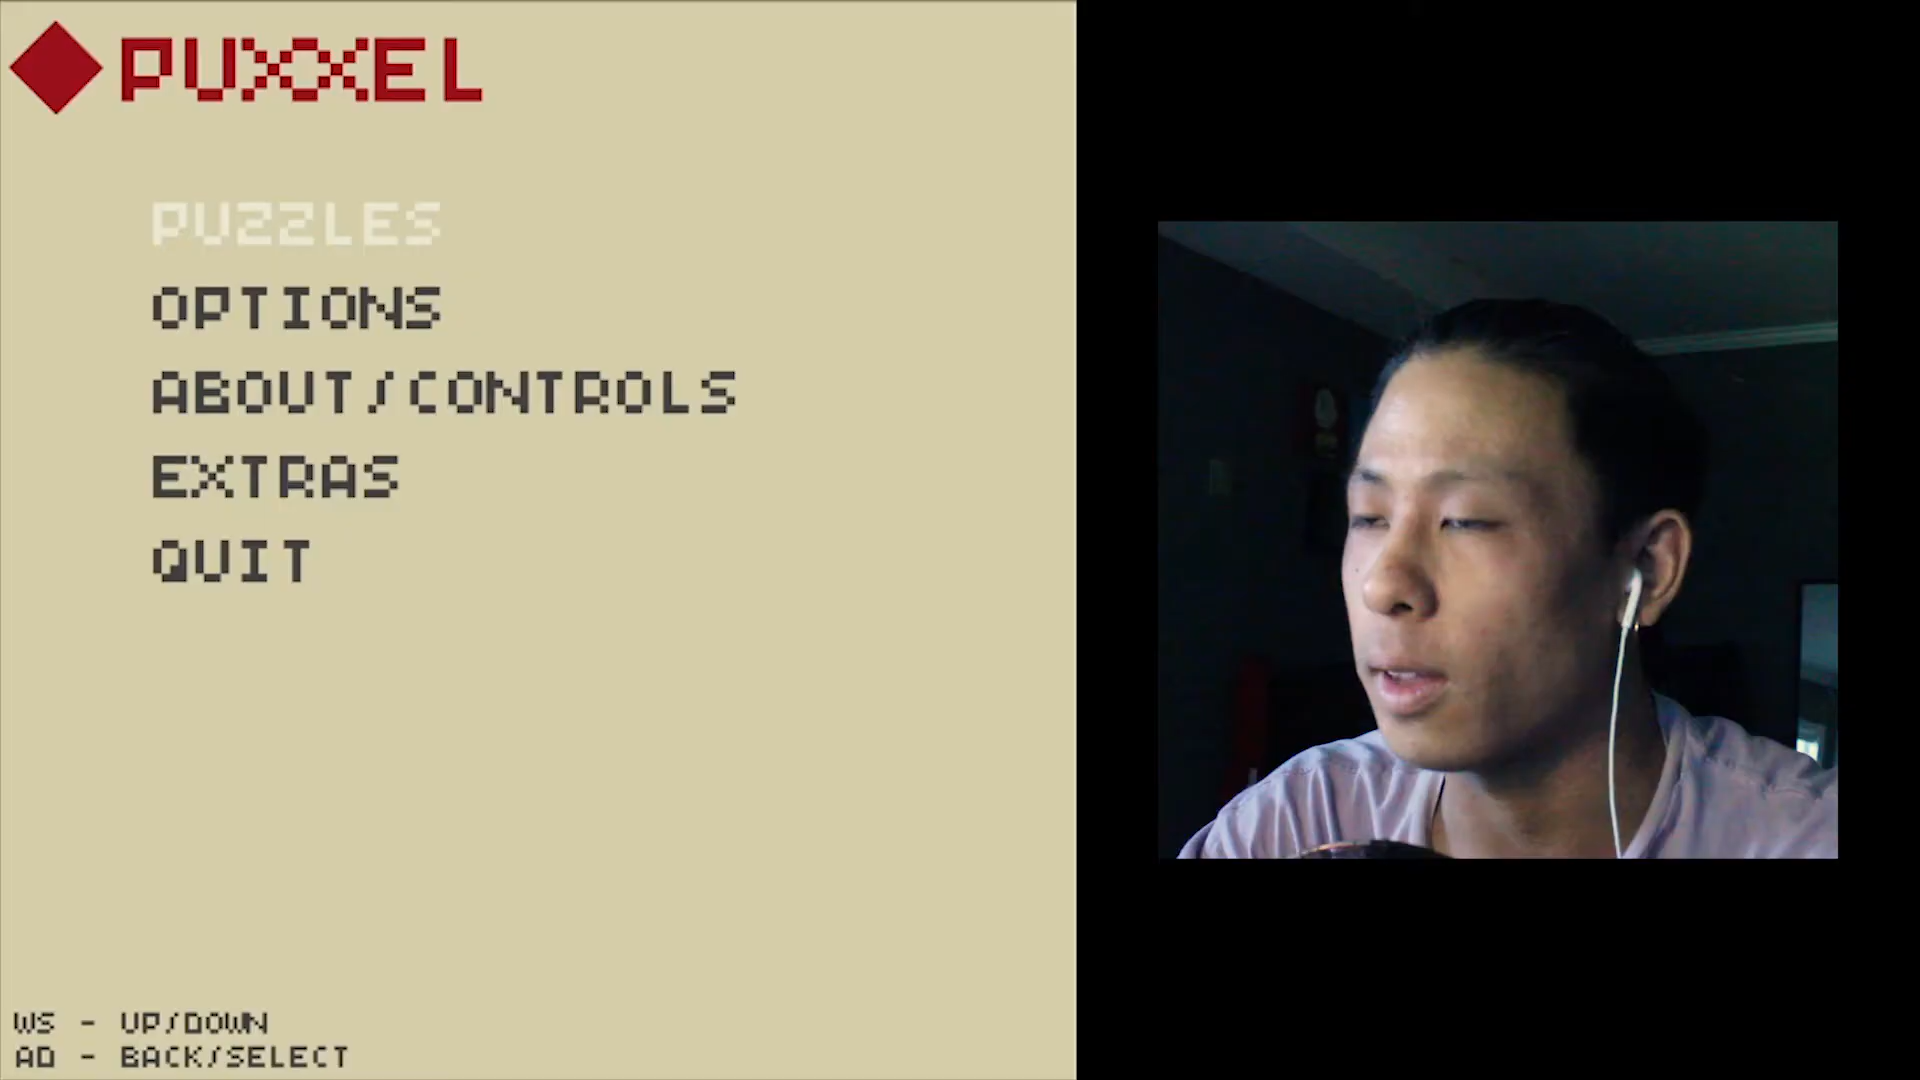 PUXXEL
PUZZLES
OPTIONS
ABOUT/CONTROLS
EXTRAS
QUIT
WS - UP/DOWN
AD - BACK/SELECT